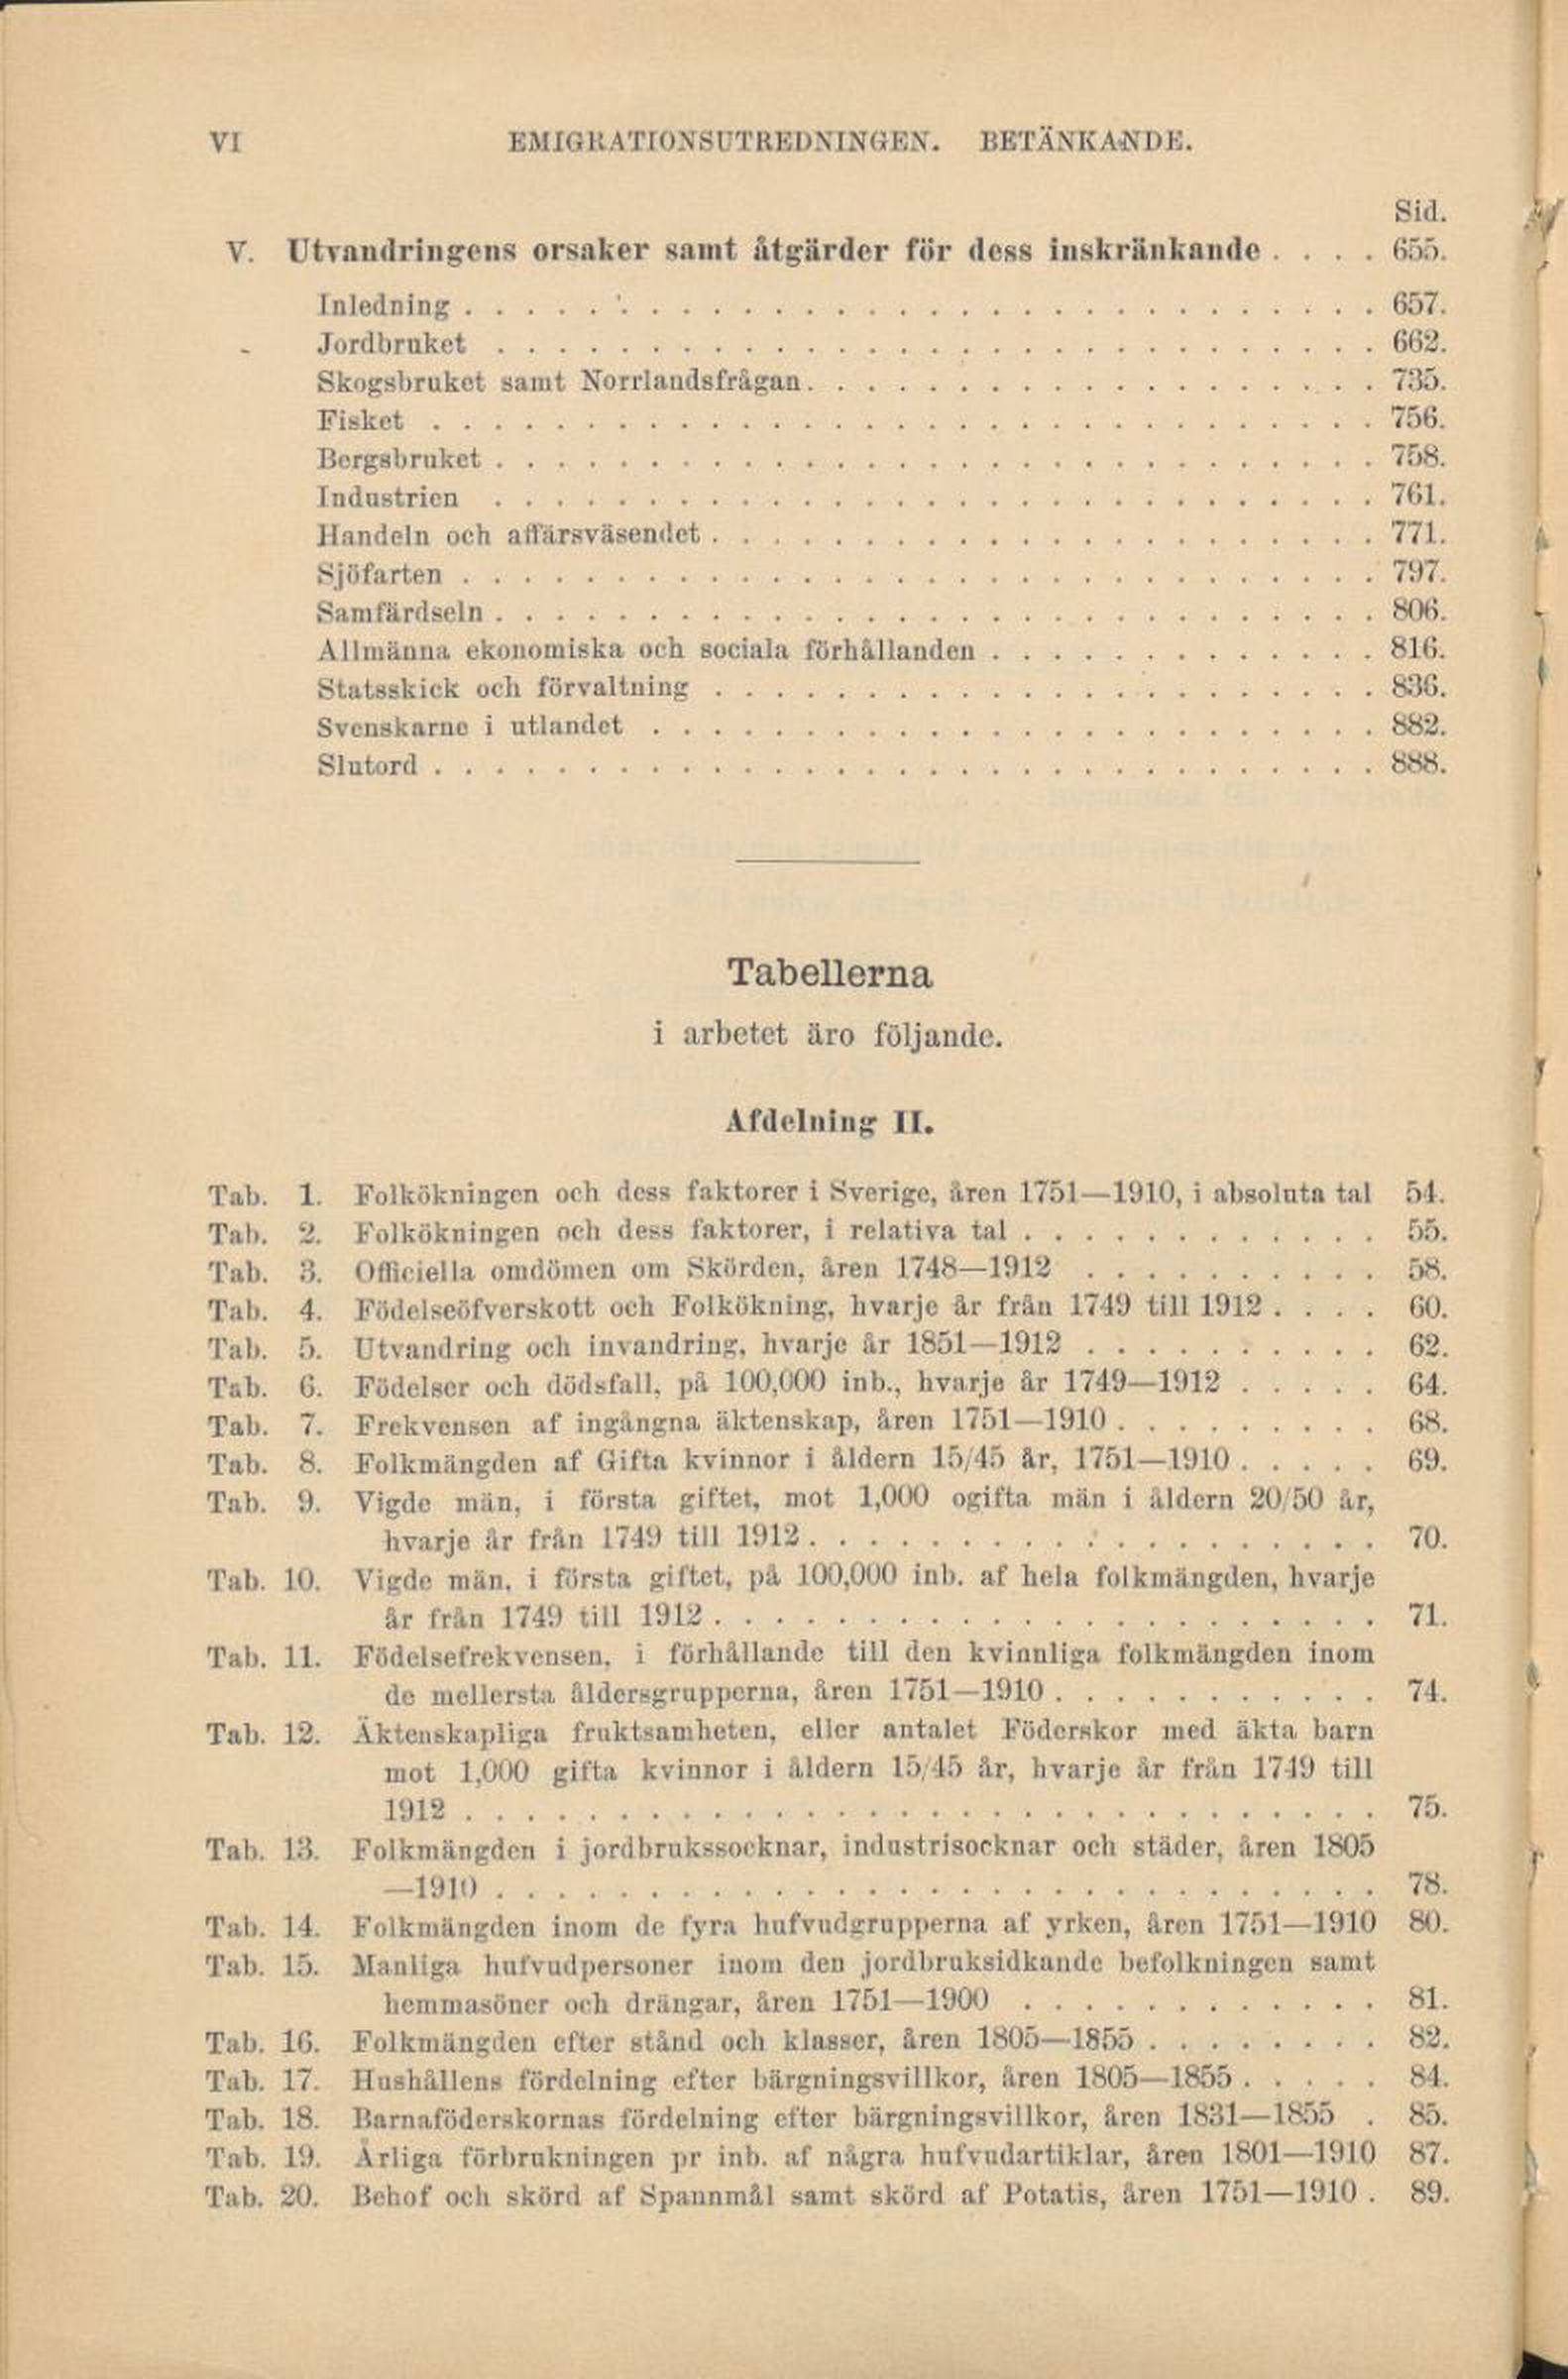 VI EMIGRATIONSUTREDNINGEN. BETÄNKANDE.
Sid.
V. Utvandringens orsaker samt åtgärder för dess inskränkande . . . . 655.
Inledning . . . . . . . . . . . . . . . . . . . . . . . . . . . . . . 657.
Jordbruket . . . . . . . . . . . . . . . . . . . . . . . . . . . . . 662.
Skogsbruket samt Norrlandsfrågan. . . . . . . . . . . . . . . . . . . 735.
Fisket . . . . . . . . . . . . . . . . . . . . . . . . . . . . . . . 756.
Bergsbruket . . . . . . . . . . . . . . . . . . . . . . . . . . . . . 758.
Industrien . . . . . . . . . . . . . . . . . . . . . . . . . . . . . 761.
Handeln och affärsväsendet . . . . . . . . . . . . . . . . . . . . . . 771.
Sjöfarten . . . . . . . . . . . . . . . . . . . . . . . . . . . . . . 797.
Samfärdseln . . . . . . . . . . . . . . . . . . . . . . . . . . . . . 806.
Allmänna ekonomiska och sociala förhållanden . . . . . . . . . . . . . 816.
Statsskick och förvaltning . . . . . . . . . . . . . . . . . . . . . . 836.
Svenskarne i utlandet . . . . . . . . . . . . . . . . . . . . . . . . 882.
Slutord . . . . . . . . . . . . . . . . . . . . . . . . . . . . . . . 888.
Tabellerna
i arbetet äro följande.
Afdelning II.
Tab. 1. Folkökningen och dess faktorer i Sverige, åren 1751—1910, i absoluta tal 54.
Tab. 2. Folkökningen och dess faktorer, i relativa tal . . . . . . . . . . . . 55.
Tab. 3. Officiella omdömen om Skörden, åren 1748—1912 . . . . . . . . . . 58.
Tab. 4. Födelseöfverskott och Folkökning, hvarje år från 1749 till 1912 . . . . 60.
Tab. 5. Utvandring och invandring, hvarje år 1851—1912 . . . . . . . . . . 62.
Tab. 6. Födelser och dödsfall, på 100,000 inb., hvarje år 1749—1912 . . . . . 64.
Tab. 7. Frekvensen af ingångna äktenskap, åren 1751—1910 . . . . . . . . . 68.
Tab. 8. Folkmängden af Gifta kvinnor i åldern 15/45 år, 1751—1910 . . . . . 69.
Tab. 9. Vigde män, i första giftet, mot 1,000 ogifta män i åldern 20/50 år,
hvarje år från 1749 till 1912 . . . . . . . . . . . . . . . . . . . 70.
Tab. 10. Vigde män, i första giftet, på 100,000 inb. af hela folkmängden, hvarje
år från 1749 till 1912 . . . . . . . . . . . . . . . . . . . . . . 71.
Tab. 11. Födelsefrekvensen, i förhållande till den kvinnliga folkmängden inom
de mellersta åldersgrupperna, åren 1751—1910 . . . . . . . . . . . 74.
Tab. 12. Äktenskapliga fruktsamheten, eller antalet Föderskor med äkta barn
mot 1,000 gifta kvinnor i åldern 15/45 år, hvarje år från 1749 till
1912 . . . . . . . . . . . . . . . . . . . . . . . . . . . . . . 75.
Tab. 13. Folkmängden i jordbrukssocknar, industrisocknar och städer, åren 1805
—1910 . . . . . . . . . . . . . . . . . . . . . . . . . . . . . 78.
Tab. 14. Folkmängden inom de fyra hufvudgrupperna af yrken, åren 1751—1910 80.
Tab. 15. Manliga hufvudpersoner inom den jordbruksidkande befolkningen samt
hemmasöner och drängar, åren 1751—1900 . . . . . . . . . . . . 81.
Tab. 16. Folkmängden efter stånd och klasser, åren 1805—1855 . . . . . . . . 82.
Tab. 17. Hushållens fördelning efter bärgningsvillkor, åren 1805—1855 . . . . . 84.
Tab. 18. Barnaföderskornas fördelning efter bärgningsvillkor, åren 1831—1855 . 85.
Tab. 19. Årliga förbrukningen pr inb. af några hufvudartiklar, åren 1801—1910 87.
Tab. 20. Behof och skörd af Spannmål samt skörd af Potatis, åren 1751—1910 . 89.